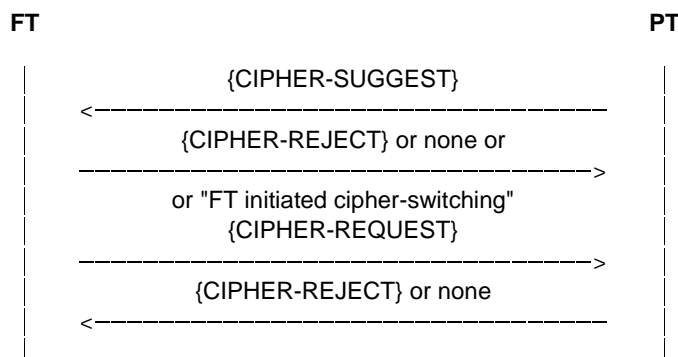 FT PT
{CIPHER-SUGGEST}
{CIPHER-REJECT} or none or
or "FT initiated cipher-switching"
{CIPHER-REQUEST}
{CIPHER-REJECT} or none